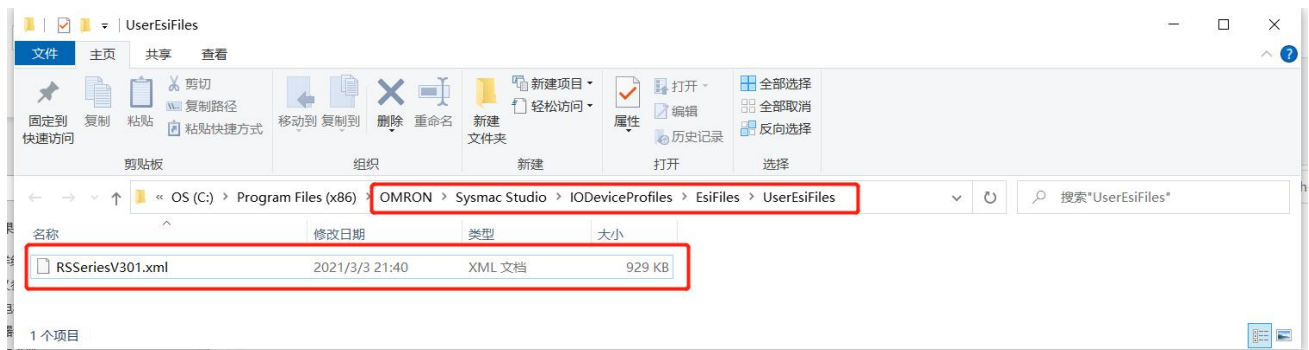 UserEsiFiles
文件 主页 共享 查看
固定到
快速访问
复制
粘贴
剪切
复制路径
粘贴快捷方式
剪贴板
移动到
复制到
删除
重命名
组织
新建
文件夹
新建项目
轻松访问
新建
属性
打开
编辑
历史记录
打开
全部选择
全部取消
反向选择
选择
« OS (C:) › Program Files (x86) › OMRON › Sysmac Studio › IODeviceProfiles › EsiFiles › UserEsiFiles
搜索"UserEsiFiles"
名称 修改日期 类型 大小
RSSeriesV301.xml 2021/3/3 21:40 XML 文档 929 KB
1 个项目